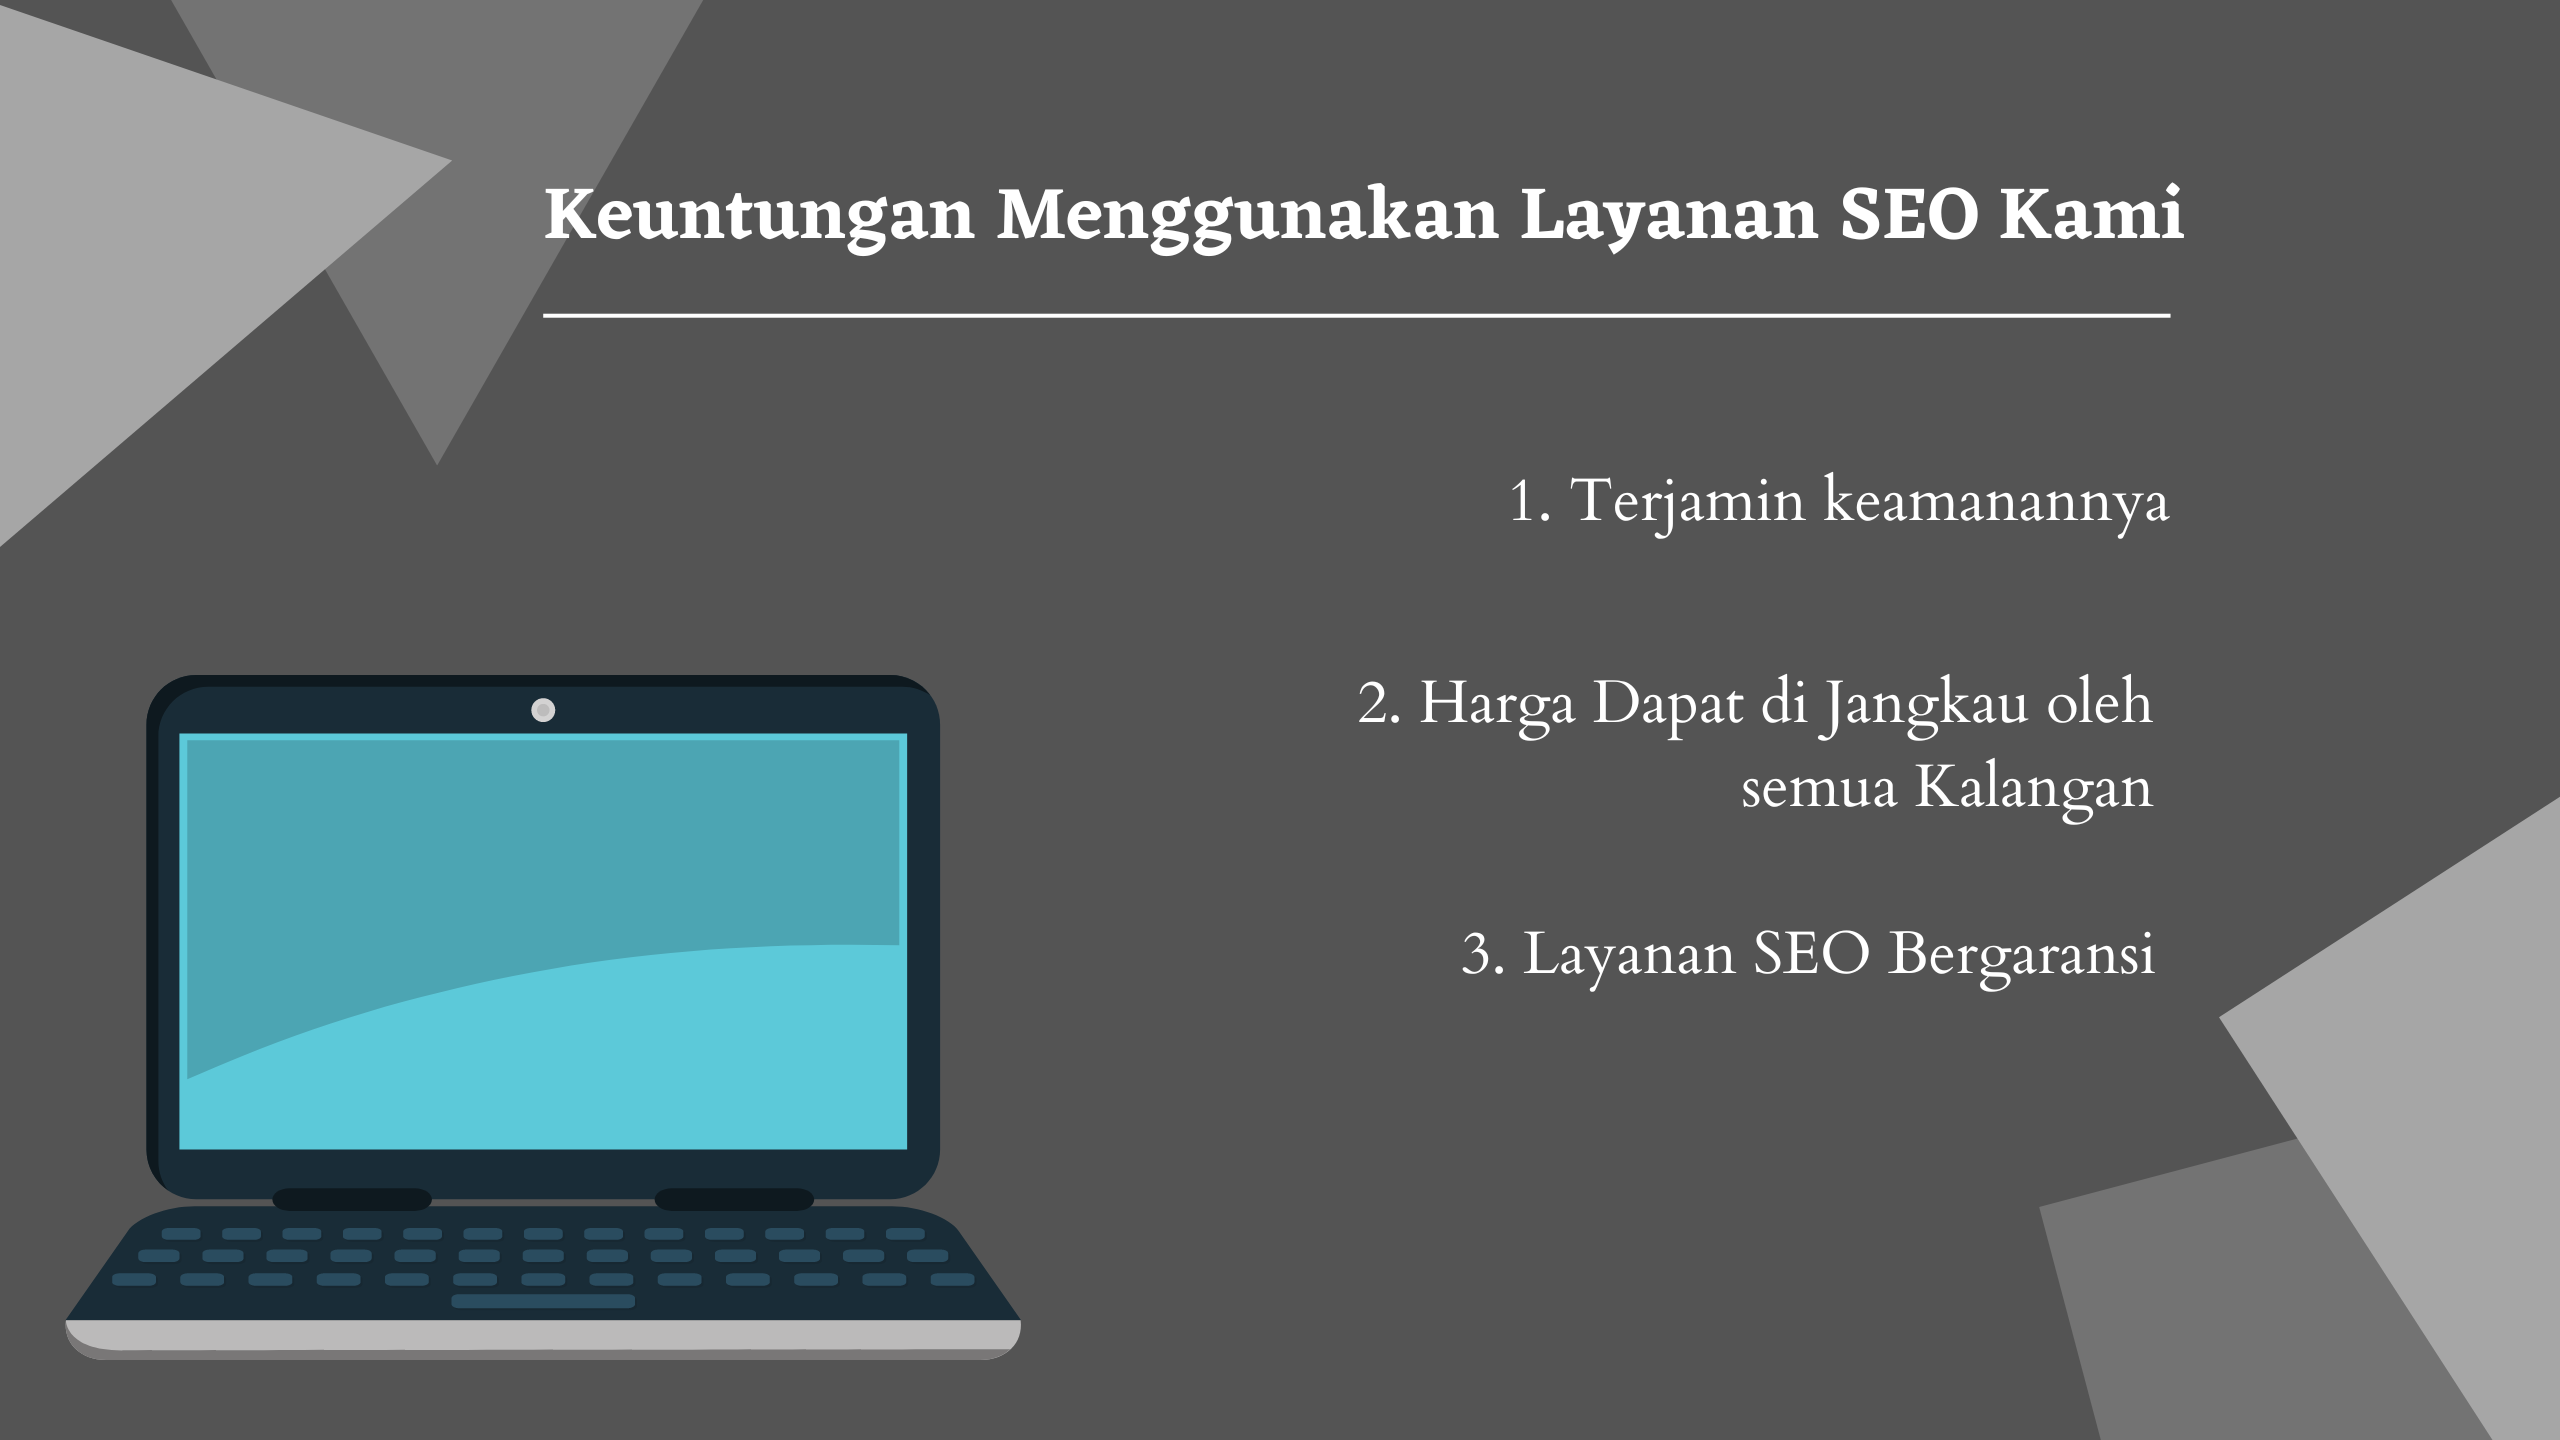 Keuntungan Menggunakan Layanan SEO Kami
1. Terjamin keamanannya
2. Harga Dapat di Jangkau oleh
semua Kalangan
3. Layanan SEO Bergaransi